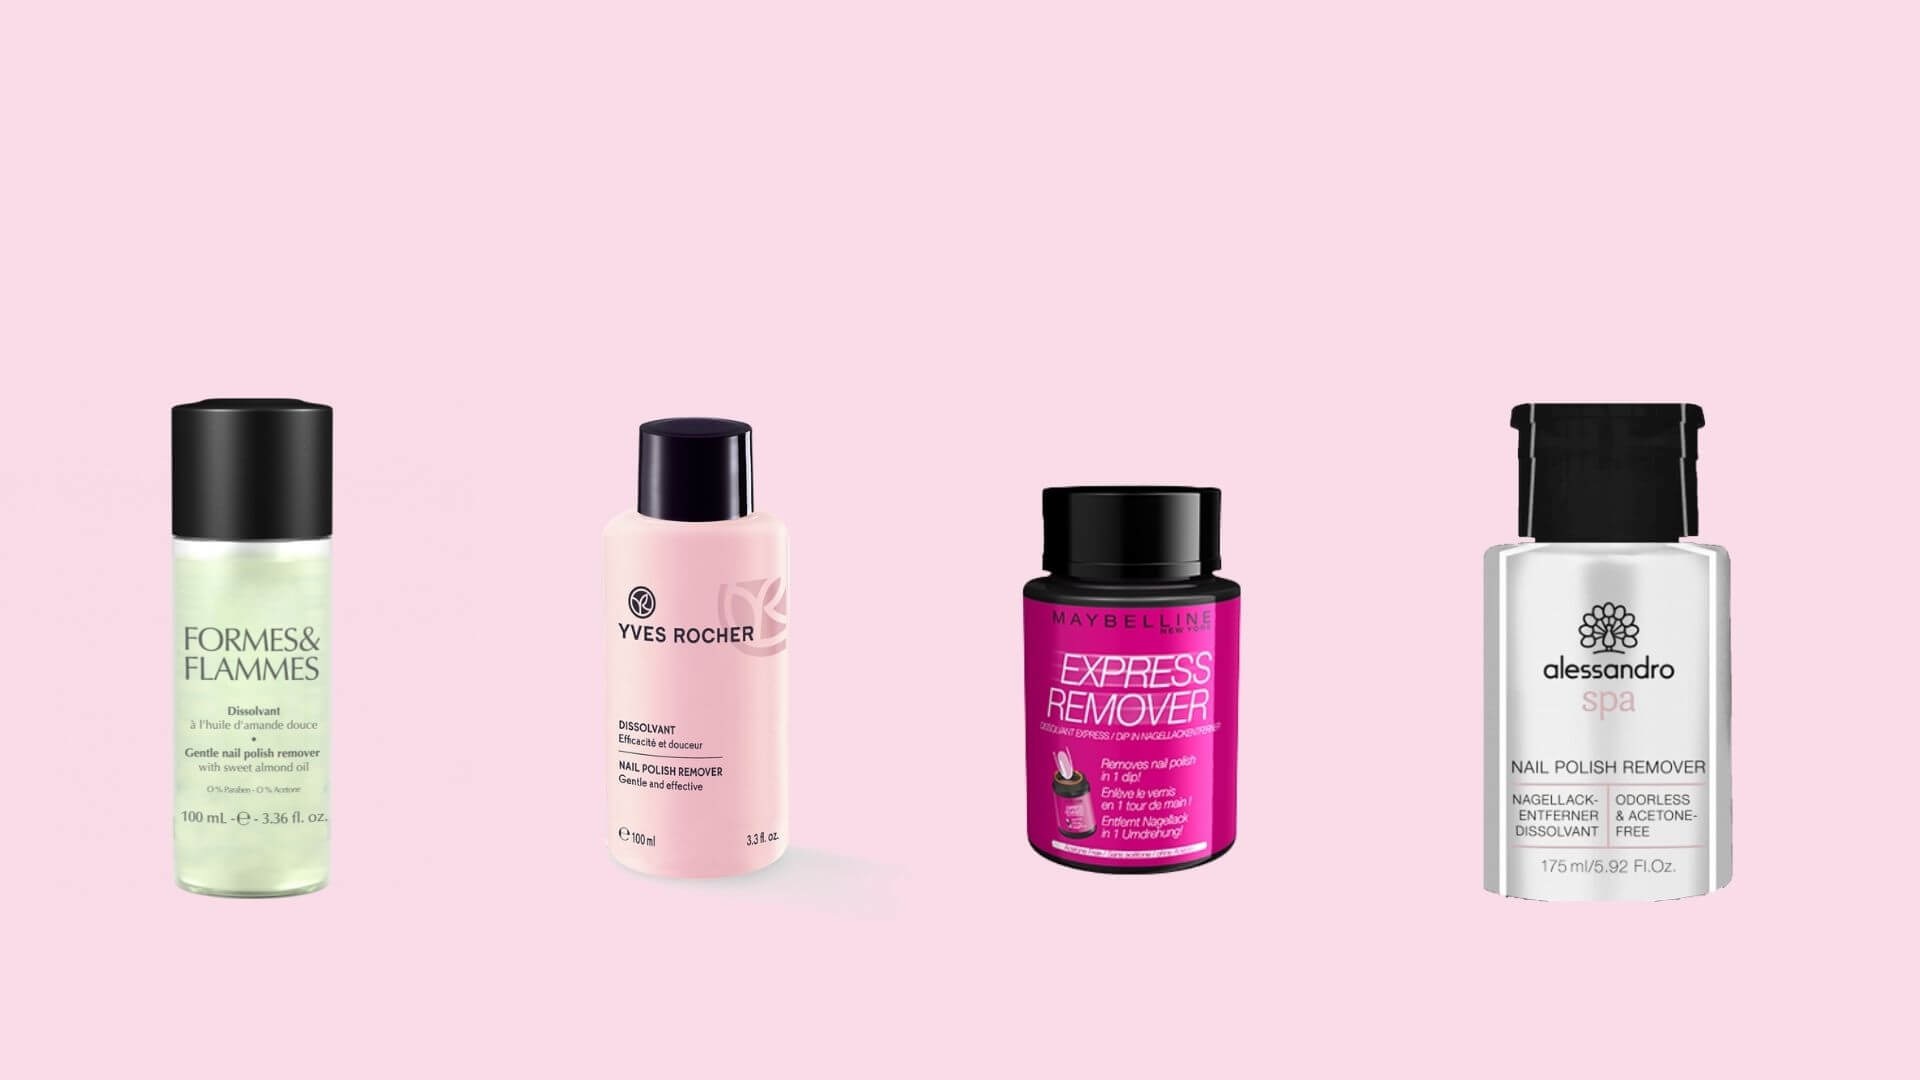 FORMES&
FLAMMES
Dissolvant
à l'huile d'amande douce
•
Gentle nail polish remover
with sweet almond oil
0 % Paraben - 0 % Acetone
100 mL -℮- 3.36 fl. oz.
YVES ROCHER
DISSOLVANT
Efficacité et douceur
NAIL POLISH REMOVER
Gentle and effective
℮ 100 ml 3.3 fl. oz.
MAYBELLINE
NEW YORK
EXPRESS
REMOVER
DISSOLVANT EXPRESS / DIP IN NAGELLACKENTFERNER
Removes nail polish
in 1 dip!
Enlève le vernis
en 1 tour de main !
Entfernt Nagellack
in 1 Umdrehung!
alessandro
spa
NAIL POLISH REMOVER
NAGELLACK-
ENTFERNER
DISSOLVANT
ODORLESS
& ACETONE-
FREE
175 ml/5.92 Fl.Oz.